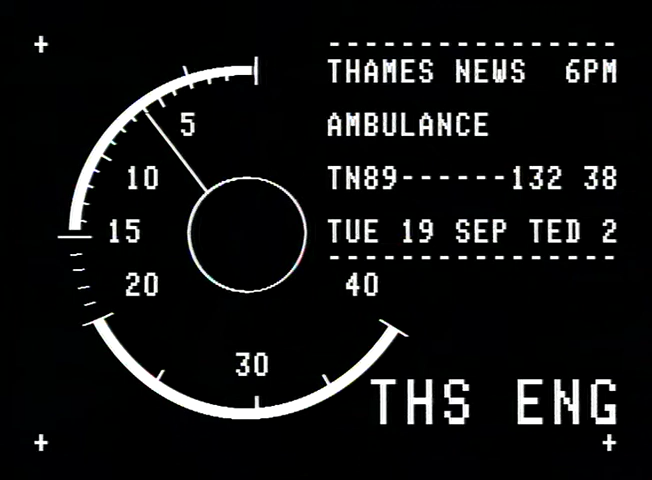 THAMES NEWS  6PM
AMBULANCE
TN89------132 38
TUE 19 SEP TED 2
5
10
15
20
30
40
THS ENG